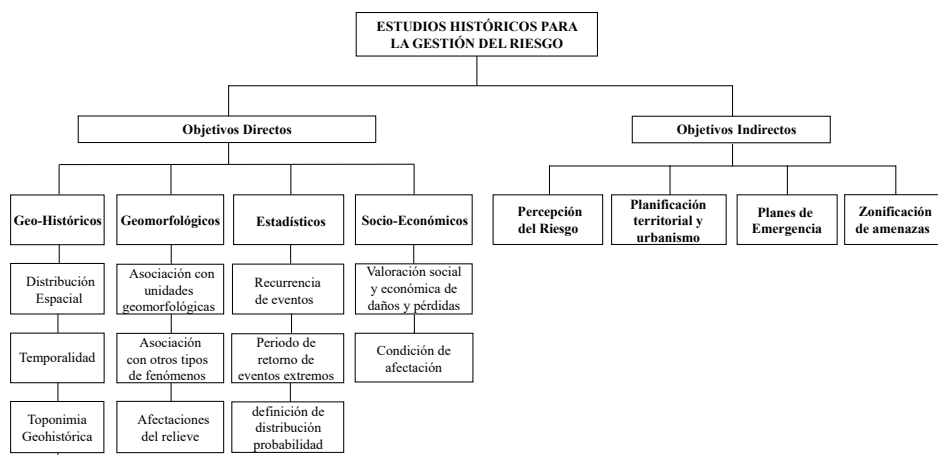 ESTUDIOS HISTÓRICOS PARA
LA GESTIÓN DEL RIESGO
Objetivos Directos
Objetivos Indirectos
Geo-Históricos
Geomorfológicos
Estadísticos
Socio-Económicos
Percepción
del Riesgo
Planificación
territorial y
urbanismo
Planes de
Emergencia
Zonificación
de amenazas
Distribución
Espacial
Asociación con
unidades
geomorfológicas
Recurrencia
de eventos
Valoración social
y económica de
daños y pérdidas
Temporalidad
Asociación
con otros tipos
de fenómenos
Periodo de
retorno de
eventos extremos
Condición de
afectación
Toponimia
Geohistórica
Afectaciones
del relieve
definición de
distribución
probabilidad